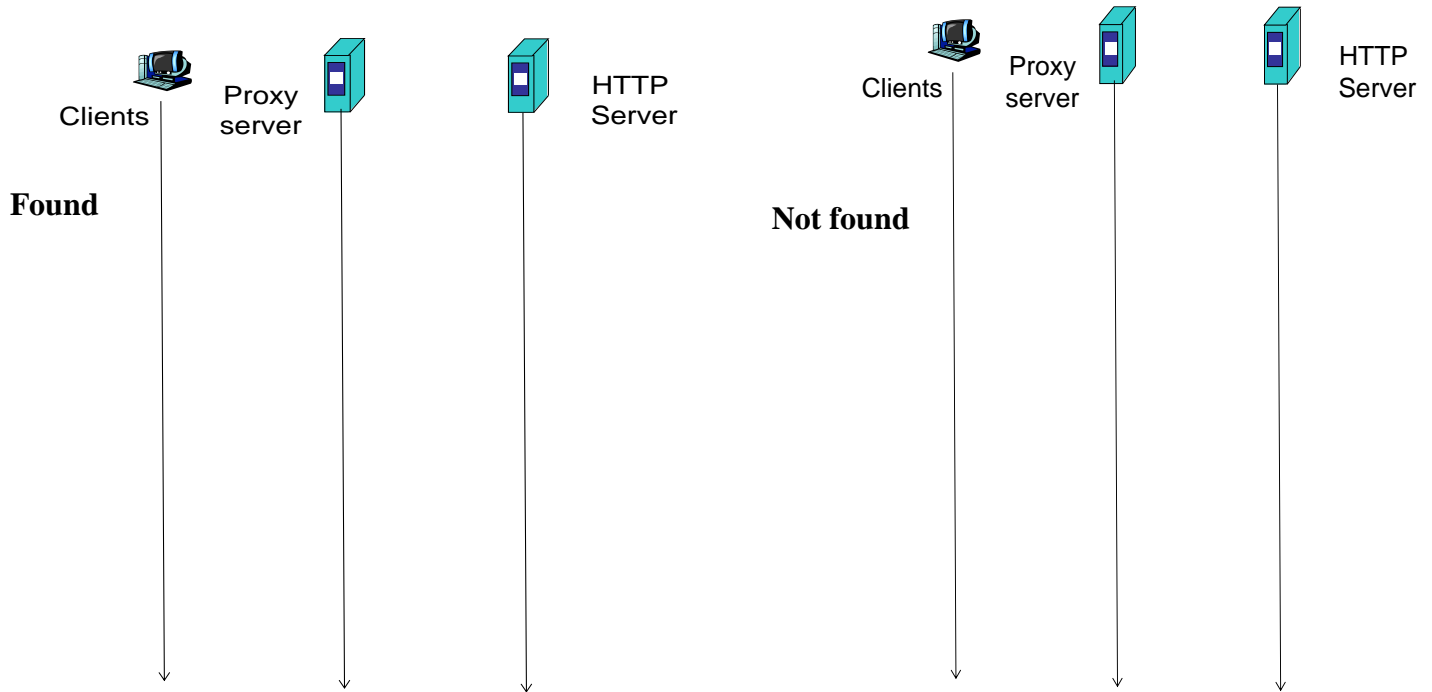 Clients
Proxy
server
HTTP
Server
Found
Clients
Proxy
server
HTTP
Server
Not found